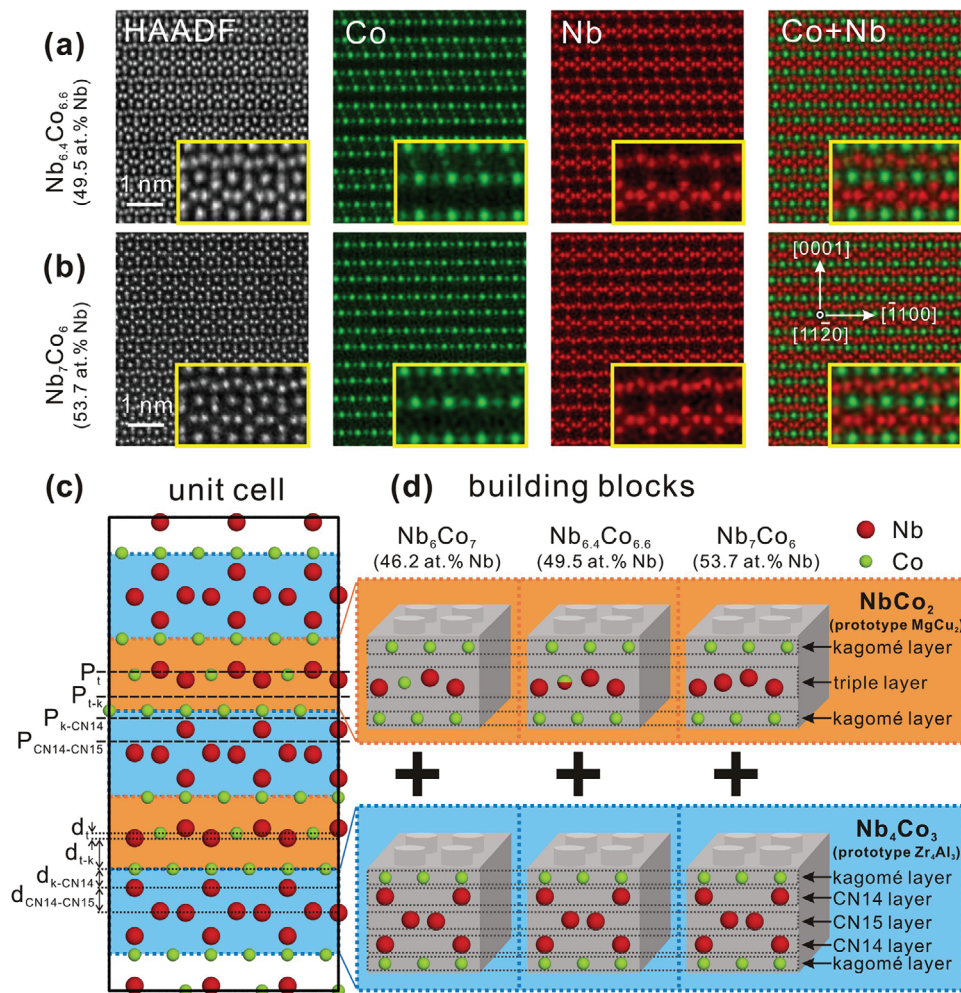 (a)
HAADF
Co
Nb
Co+Nb
Nb₆.₄Co₆.₆
(49.5 at.% Nb)
1 nm
(b)
Nb₇Co₆
(53.7 at.% Nb)
1 nm
[0001]
[1̄100]
[112̄0]
(c) unit cell
(d) building blocks
Nb₆Co₇
(46.2 at.% Nb)
Nb₆.₄Co₆.₆
(49.5 at.% Nb)
Nb₇Co₆
(53.7 at.% Nb)
Nb
Co
NbCo₂
(prototype MgCu₂)
kagomé layer
triple layer
kagomé layer
Pt
Pt-k
Pk-CN14
PCN14-CN15
dt
dt-k
dk-CN14
dCN14-CN15
Nb₄Co₃
(prototype Zr₄Al₃)
kagomé layer
CN14 layer
CN15 layer
CN14 layer
kagomé layer